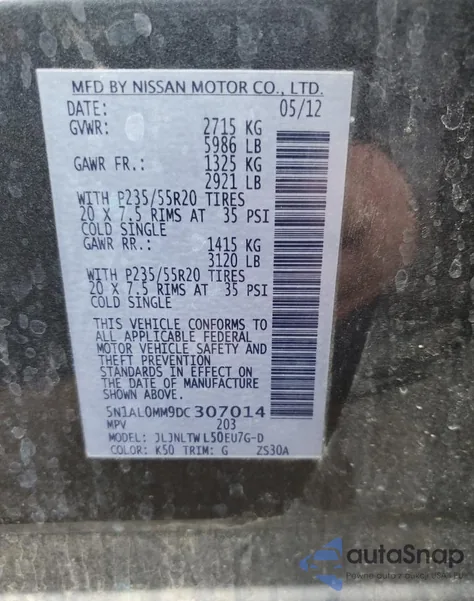 MFD BY NISSAN MOTOR CO., LTD.
DATE: 05/12
GVWR: 2715 KG
5986 LB
GAWR FR.: 1325 KG
2921 LB
WITH P235/55R20 TIRES
20 X 7.5 RIMS AT 35 PSI
COLD SINGLE
GAWR RR.: 1415 KG
3120 LB
WITH P235/55R20 TIRES
20 X 7.5 RIMS AT 35 PSI
COLD SINGLE
THIS VEHICLE CONFORMS TO
ALL APPLICABLE FEDERAL
MOTOR VEHICLE SAFETY AND
THEFT PREVENTION
STANDARDS IN EFFECT ON
THE DATE OF MANUFACTURE
SHOWN ABOVE.
5N1AL0MM9DC307014
MPV 203
MODEL: JLJNLTWL50EU7G-D
COLOR: K50 TRIM: G ZS30A
autoSnap